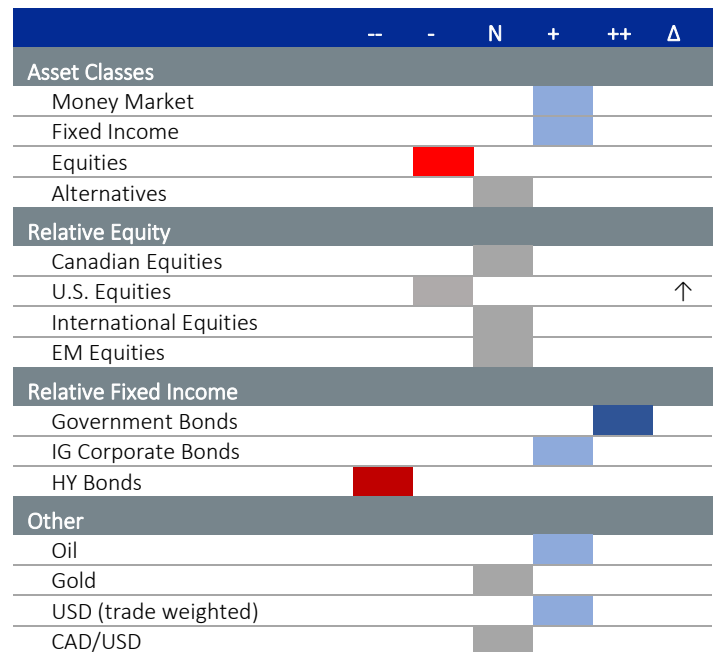 -- - N + ++ Δ
Asset Classes
Money Market
Fixed Income
Equities
Alternatives
Relative Equity
Canadian Equities
U.S. Equities ↑
International Equities
EM Equities
Relative Fixed Income
Government Bonds
IG Corporate Bonds
HY Bonds
Other
Oil
Gold
USD (trade weighted)
CAD/USD